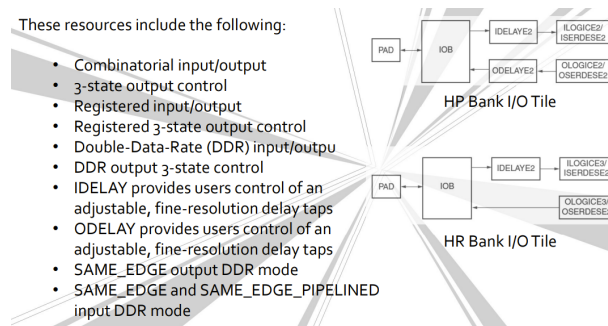 These resources include the following:
• Combinatorial input/output
• 3-state output control
• Registered input/output
• Registered 3-state output control
• Double-Data-Rate (DDR) input/outpu
• DDR output 3-state control
• IDELAY provides users control of an
adjustable, fine-resolution delay taps
• ODELAY provides users control of an
adjustable, fine-resolution delay taps
• SAME_EDGE output DDR mode
• SAME_EDGE and SAME_EDGE_PIPELINED
input DDR mode
PAD
IOB
IDELAYE2
ILOGICE2/
ISERDESE2
ODELAYE2
OLOGICE2/
OSERDESE2
HP Bank I/O Tile
PAD
IOB
IDELAYE2
ILOGICE3/
ISERDESE2
OLOGICE3/
OSERDESE2
HR Bank I/O Tile